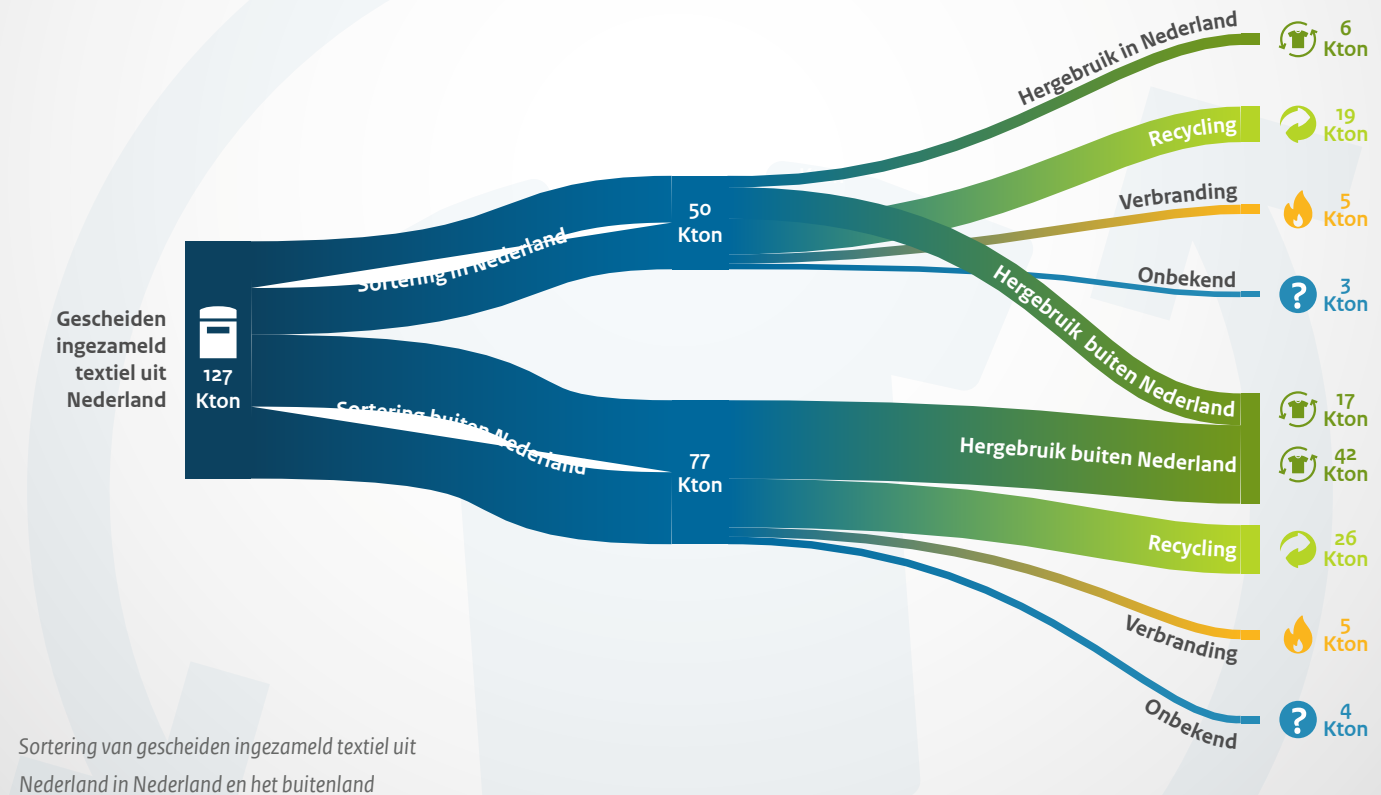 Gescheiden
ingezameld
textiel uit
Nederland
127
Kton
Sortering in Nederland
Sortering buiten Nederland
50
Kton
77
Kton
Hergebruik in Nederland
6
Kton
Recycling
19
Kton
Verbranding
5
Kton
Onbekend
?
3
Kton
Hergebruik buiten Nederland
17
Kton
Hergebruik buiten Nederland
42
Kton
Recycling
26
Kton
Verbranding
5
Kton
Onbekend
?
4
Kton
Sortering van gescheiden ingezameld textiel uit
Nederland in Nederland en het buitenland